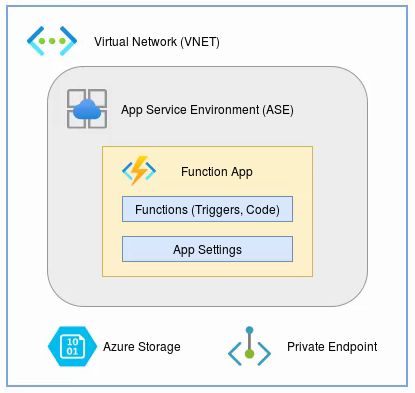 Virtual Network (VNET)
App Service Environment (ASE)
Function App
Functions (Triggers, Code)
App Settings
10
01
Azure Storage
Private Endpoint